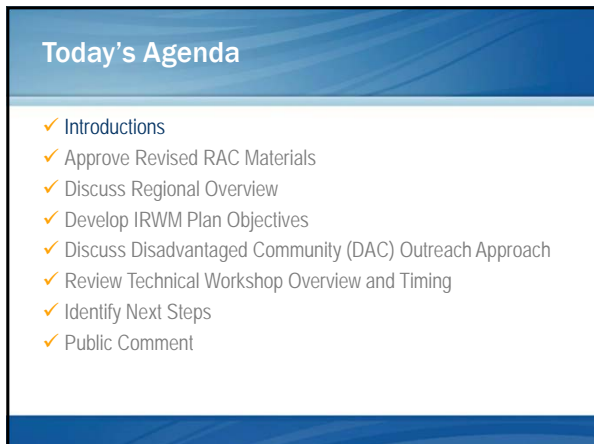 Today's Agenda
✓ Introductions
✓ Approve Revised RAC Materials
✓ Discuss Regional Overview
✓ Develop IRWM Plan Objectives
✓ Discuss Disadvantaged Community (DAC) Outreach Approach
✓ Review Technical Workshop Overview and Timing
✓ Identify Next Steps
✓ Public Comment